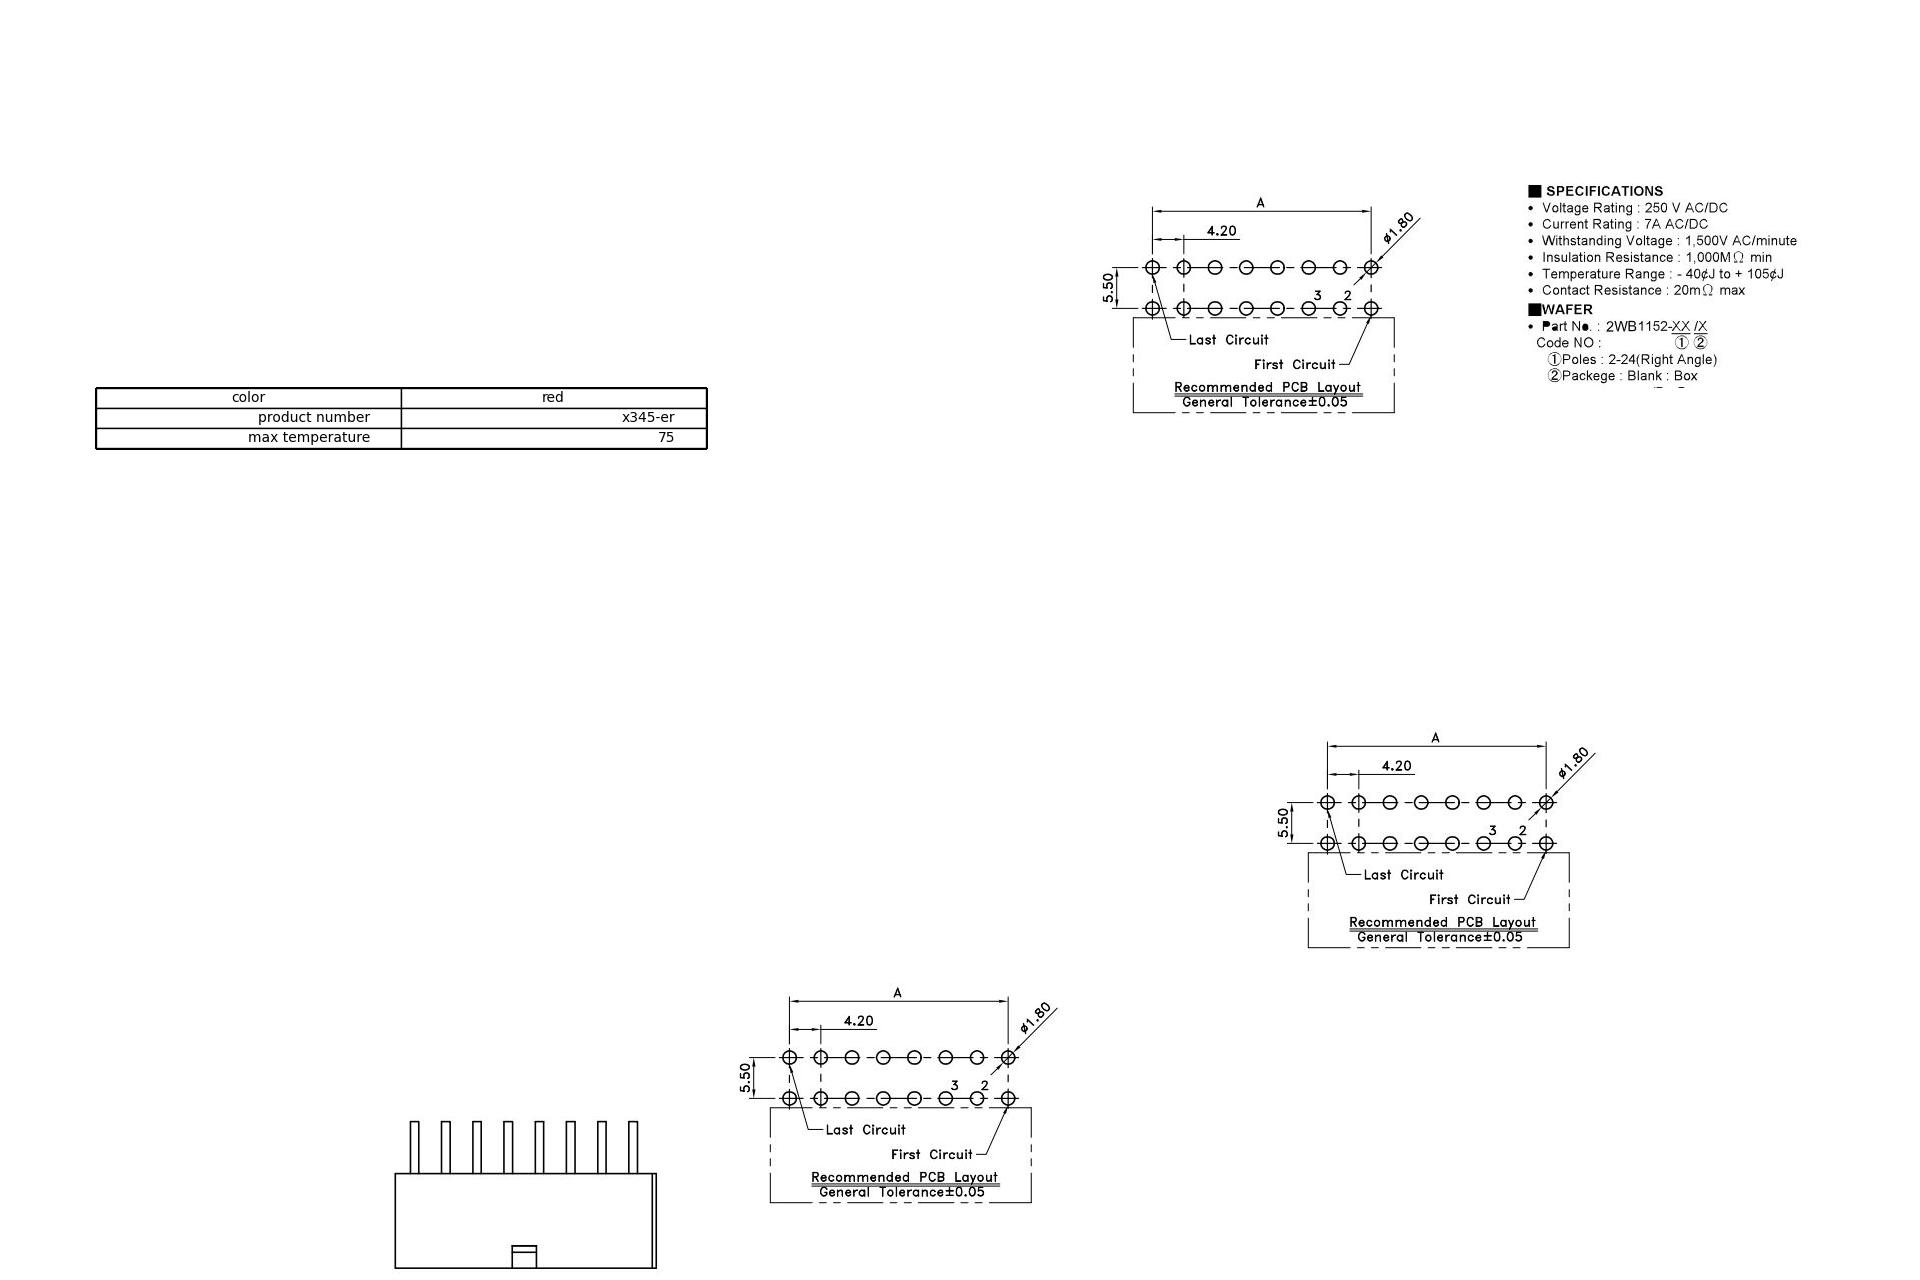 A
4.20
ø1.80
5.50
3 2
Last Circuit
First Circuit
Recommended PCB Layout
General Tolerance±0.05
■ SPECIFICATIONS
• Voltage Rating : 250 V AC/DC
• Current Rating : 7A AC/DC
• Withstanding Voltage : 1,500V AC/minute
• Insulation Resistance : 1,000MΩ min
• Temperature Range : - 40¢J to + 105¢J
• Contact Resistance : 20mΩ max
■WAFER
• Part No. : 2WB1152-XX /X
Code NO : ① ②
①Poles : 2-24(Right Angle)
②Packege : Blank : Box
color red
product number x345-er
max temperature 75
A
4.20
ø1.80
5.50
3 2
Last Circuit
First Circuit
Recommended PCB Layout
General Tolerance±0.05
A
4.20
ø1.80
5.50
3 2
Last Circuit
First Circuit
Recommended PCB Layout
General Tolerance±0.05